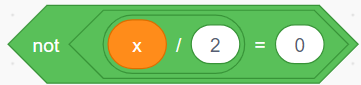 not x / 2 = 0